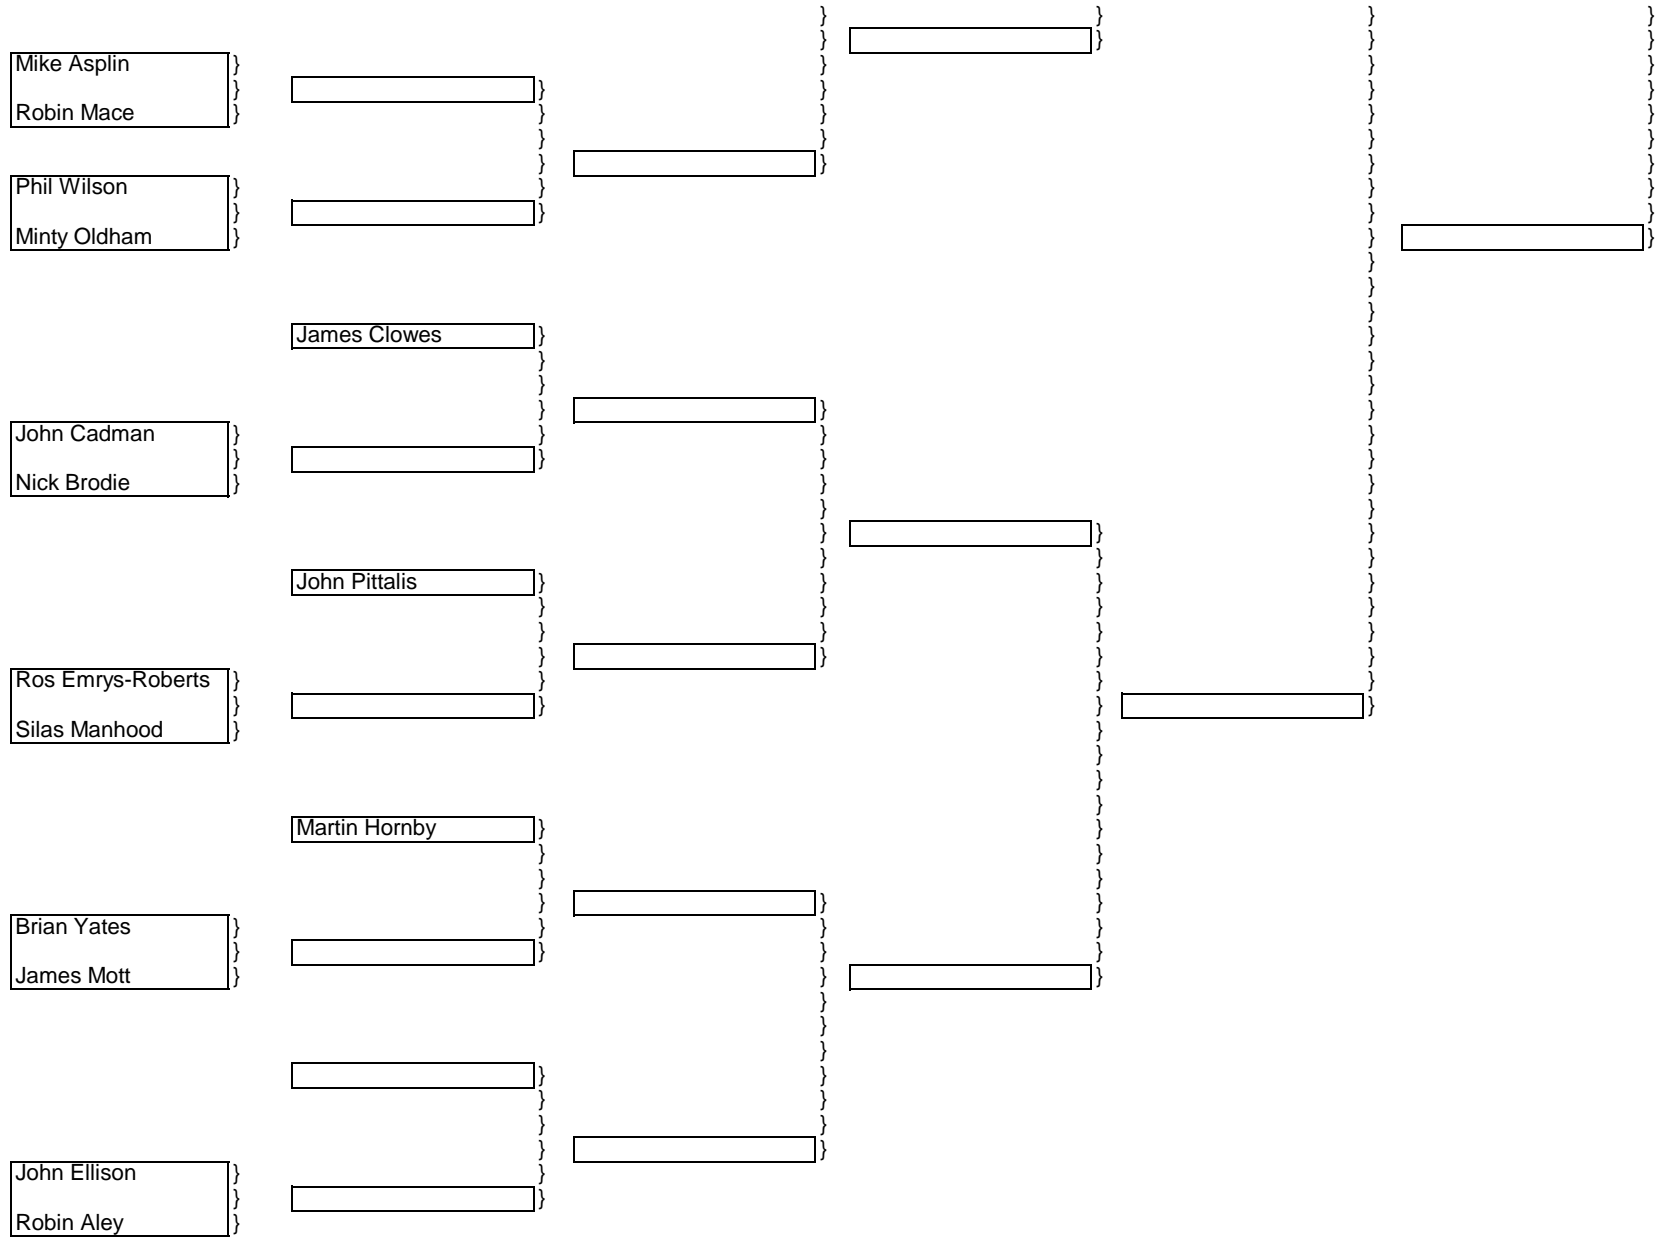 Mike Asplin
Robin Mace
Phil Wilson
Minty Oldham
James Clowes
John Cadman
Nick Brodie
John Pittalis
Ros Emrys-Roberts
Silas Manhood
Martin Hornby
Brian Yates
James Mott
John Ellison
Robin Aley